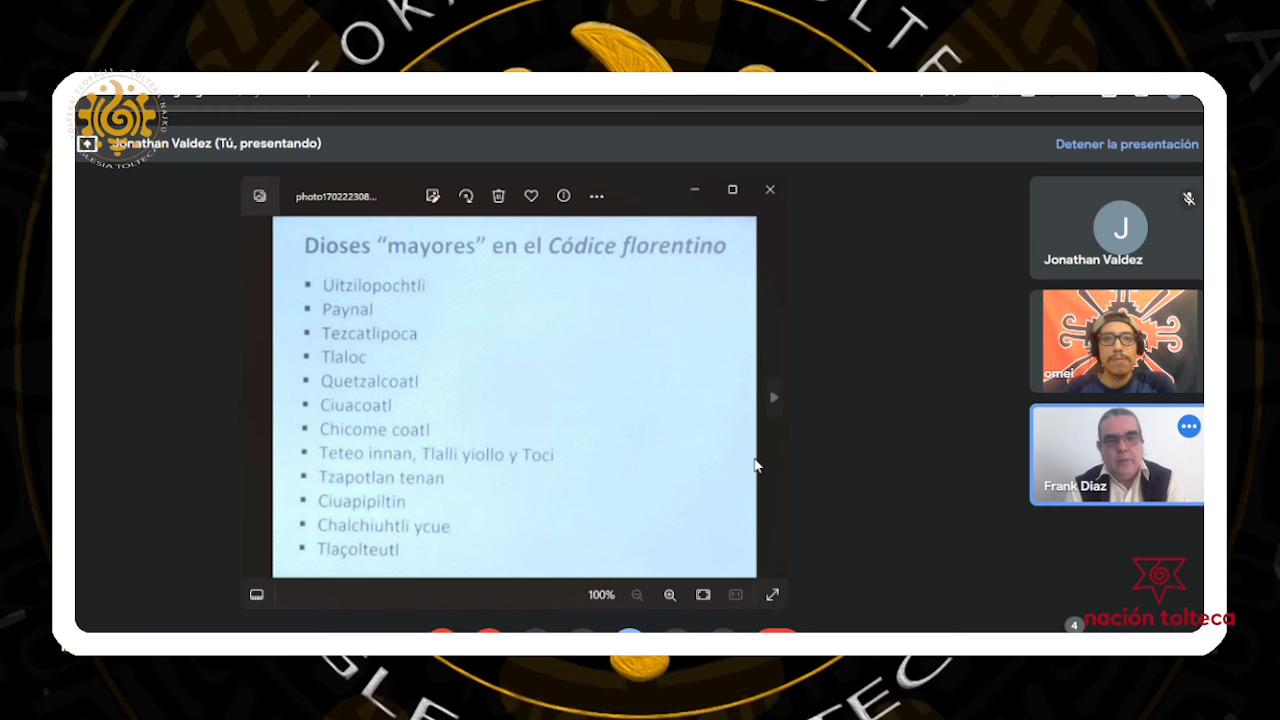 Jonathan Valdez (Tú, presentando)
Detener la presentación
photo170222308...
Dioses “mayores” en el Códice florentino
▪ Uitzilopochtli
▪ Paynal
▪ Tezcatlipoca
▪ Tlaloc
▪ Quetzalcoatl
▪ Ciuacoatl
▪ Chicome coatl
▪ Teteo innan, Tlalli yiollo y Toci
▪ Tzapotlan tenan
▪ Ciuapipiltin
▪ Chalchiuhtli ycue
▪ Tlaçolteutl
100%
J
Jonathan Valdez
omei
Frank Diaz
4
nación tolteca